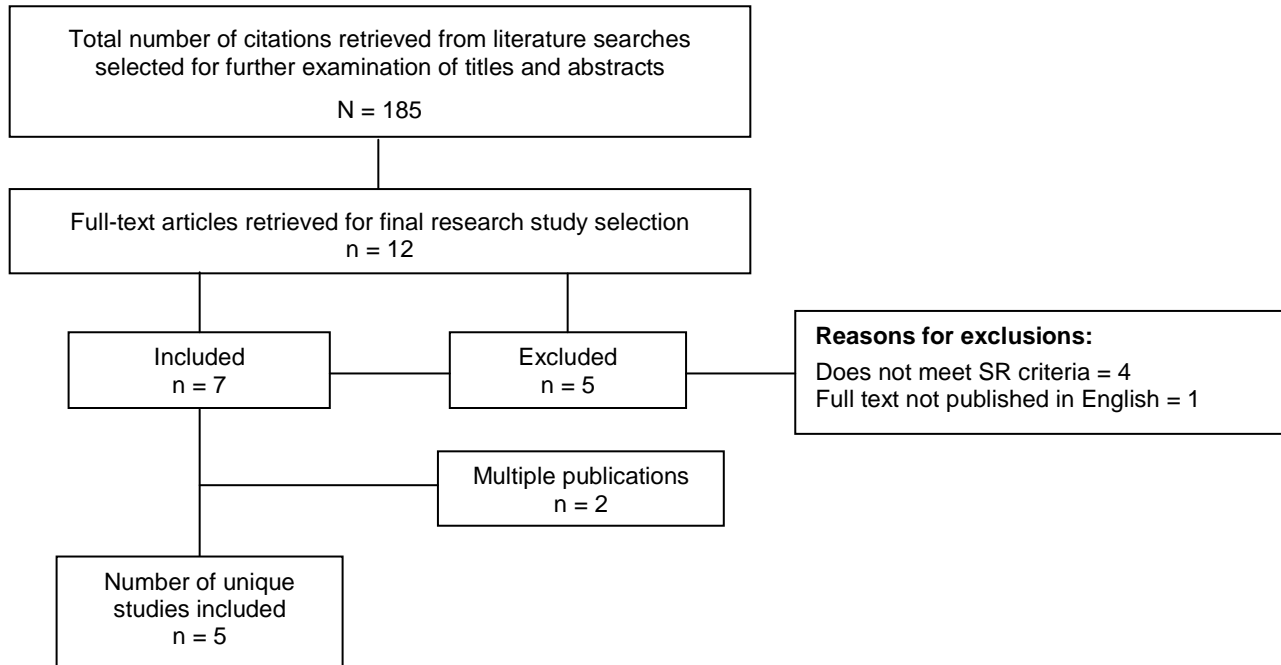 Total number of citations retrieved from literature searches
selected for further examination of titles and abstracts
N = 185
Full-text articles retrieved for final research study selection
n = 12
Included
n = 7
Excluded
n = 5
Reasons for exclusions:
Does not meet SR criteria = 4
Full text not published in English = 1
Multiple publications
n = 2
Number of unique
studies included
n = 5